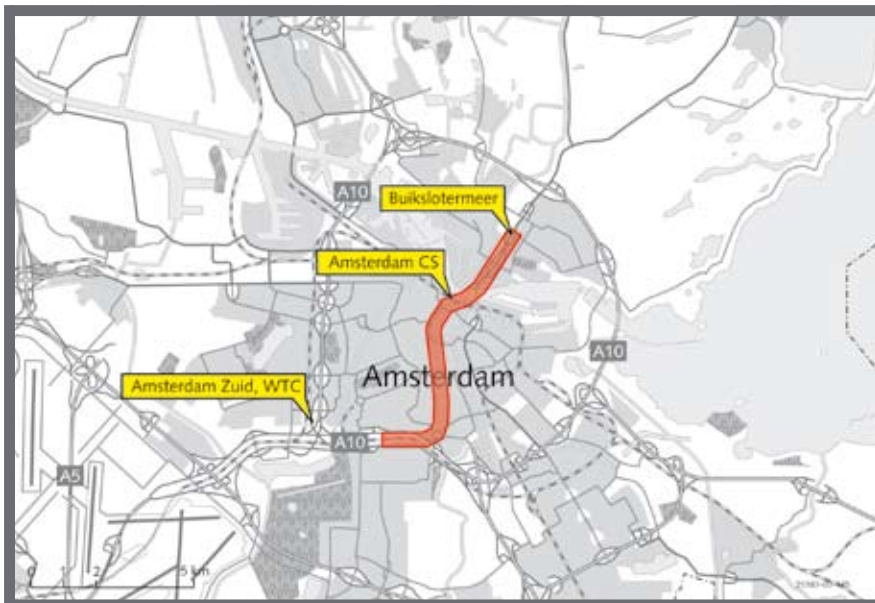 A10
Buikslotermeer
Amsterdam CS
A10
Amsterdam
Amsterdam Zuid, WTC
A10
A5
0 1 2 5 km